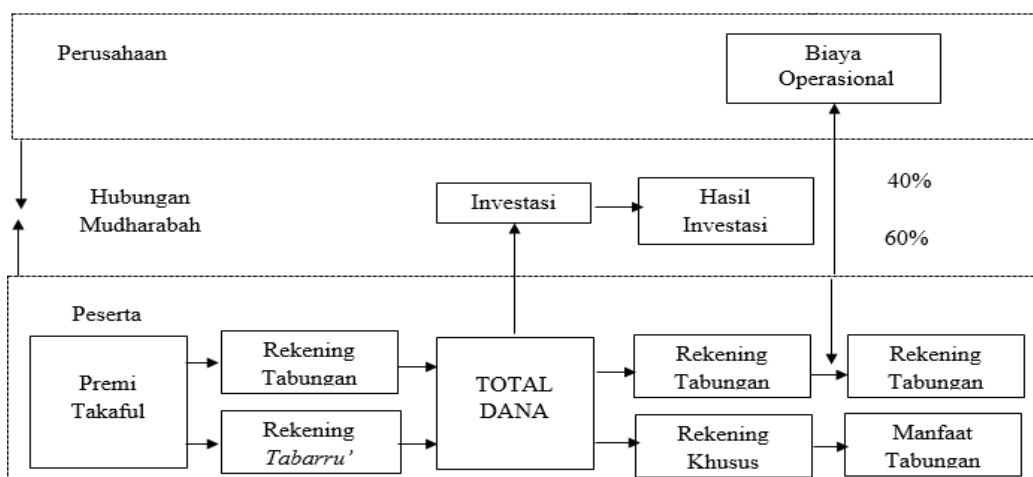 Perusahaan
Biaya
Operasional
Hubungan
Mudharabah
Investasi
Hasil
Investasi
40%
60%
Peserta
Premi
Takaful
Rekening
Tabungan
Rekening
Tabarru’
TOTAL
DANA
Rekening
Tabungan
Rekening
Khusus
Rekening
Tabungan
Manfaat
Tabungan